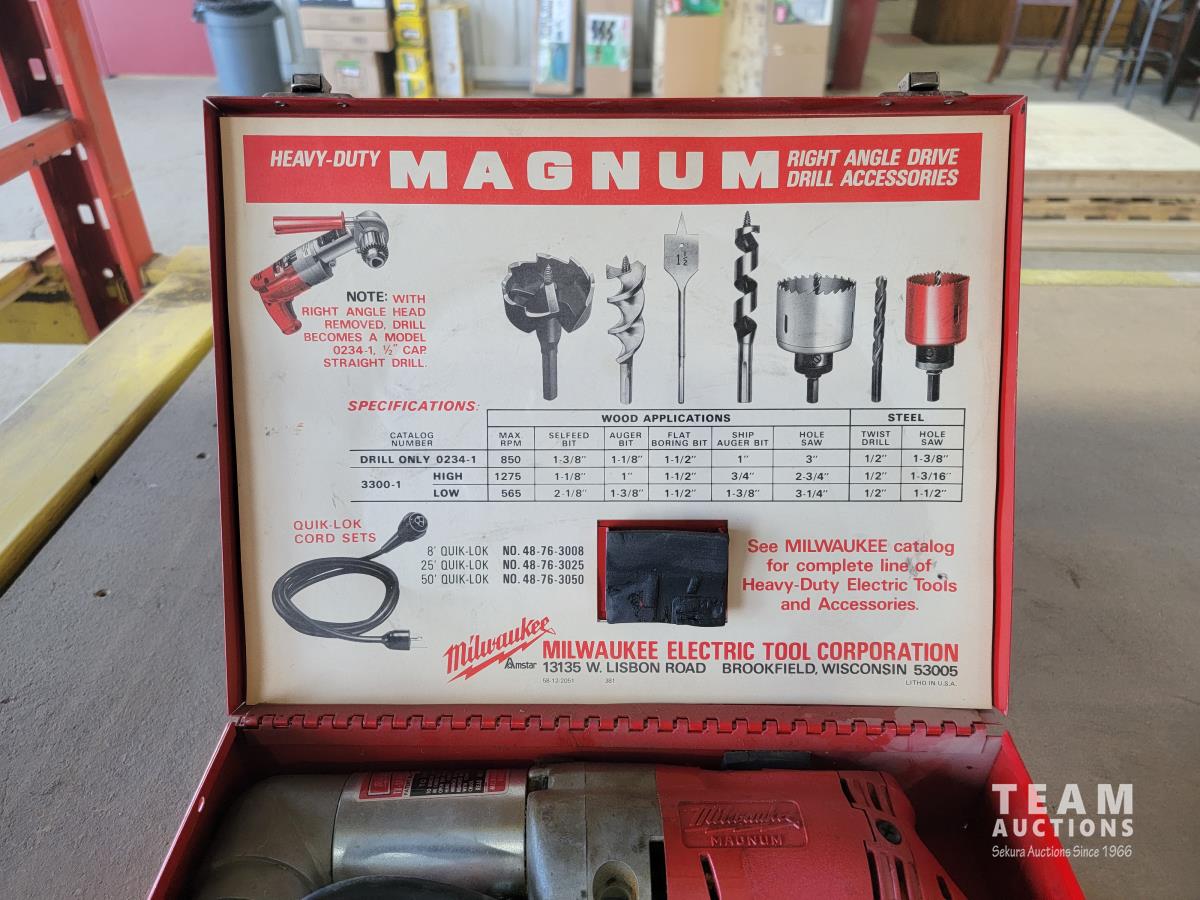 HEAVY-DUTY MAGNUM RIGHT ANGLE DRIVE
DRILL ACCESSORIES
1 1/2
NOTE: WITH
RIGHT ANGLE HEAD
REMOVED, DRILL
BECOMES A MODEL
0234-1, ½" CAP.
STRAIGHT DRILL.
SPECIFICATIONS:
WOOD APPLICATIONS STEEL
CATALOG NUMBER MAX RPM SELFEED BIT AUGER BIT FLAT BORING BIT SHIP AUGER BIT HOLE SAW TWIST DRILL HOLE SAW
DRILL ONLY 0234-1 850 1-3/8" 1-1/8" 1-1/2" 1" 3" 1/2" 1-3/8"
3300-1 HIGH 1275 1-1/8" 1" 1-1/2" 3/4" 2-3/4" 1/2" 1-3/16"
LOW 565 2-1/8" 1-3/8" 1-1/2" 1-3/8" 3-1/4" 1/2" 1-1/2"
QUIK-LOK
CORD SETS
8' QUIK-LOK NO. 48-76-3008
25' QUIK-LOK NO. 48-76-3025
50' QUIK-LOK NO. 48-76-3050
See MILWAUKEE catalog
for complete line of
Heavy-Duty Electric Tools
and Accessories.
Milwaukee
Amstar
MILWAUKEE ELECTRIC TOOL CORPORATION
13135 W. LISBON ROAD BROOKFIELD, WISCONSIN 53005
58-12-2051 381 LITHO IN U.S.A.
Milwaukee
MAGNUM
TEAM
AUCTIONS
Sekura Auctions Since 1966